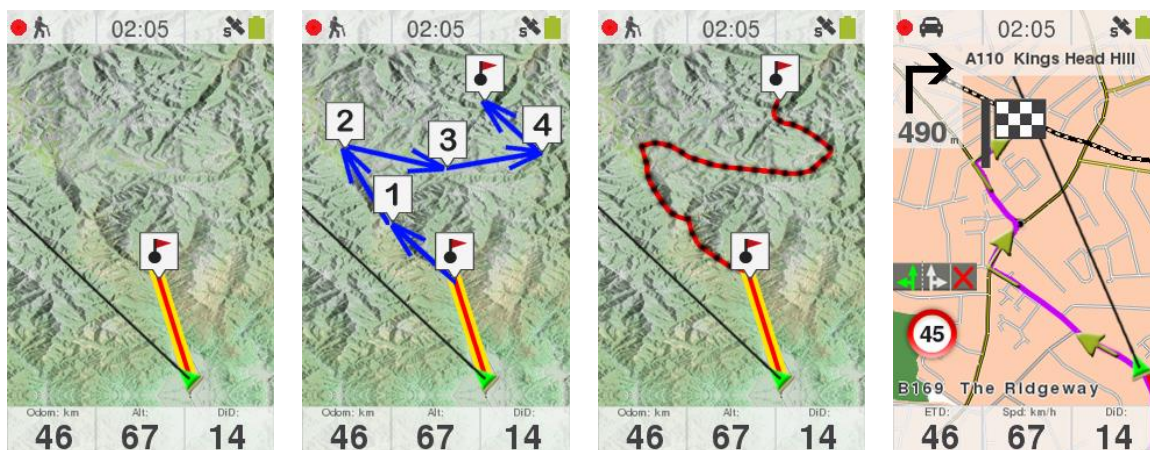 02:05
S
Odom: km Alt: DiD:
46 67 14
02:05
S
2
3
4
1
Odom: km Alt: DiD:
46 67 14
02:05
S
Odom: km Alt: DiD:
46 67 14
02:05
S
A110 Kings Head Hill
490 m
45
B169 The Ridgeway
ETD: Spd: km/h DiD:
46 67 14